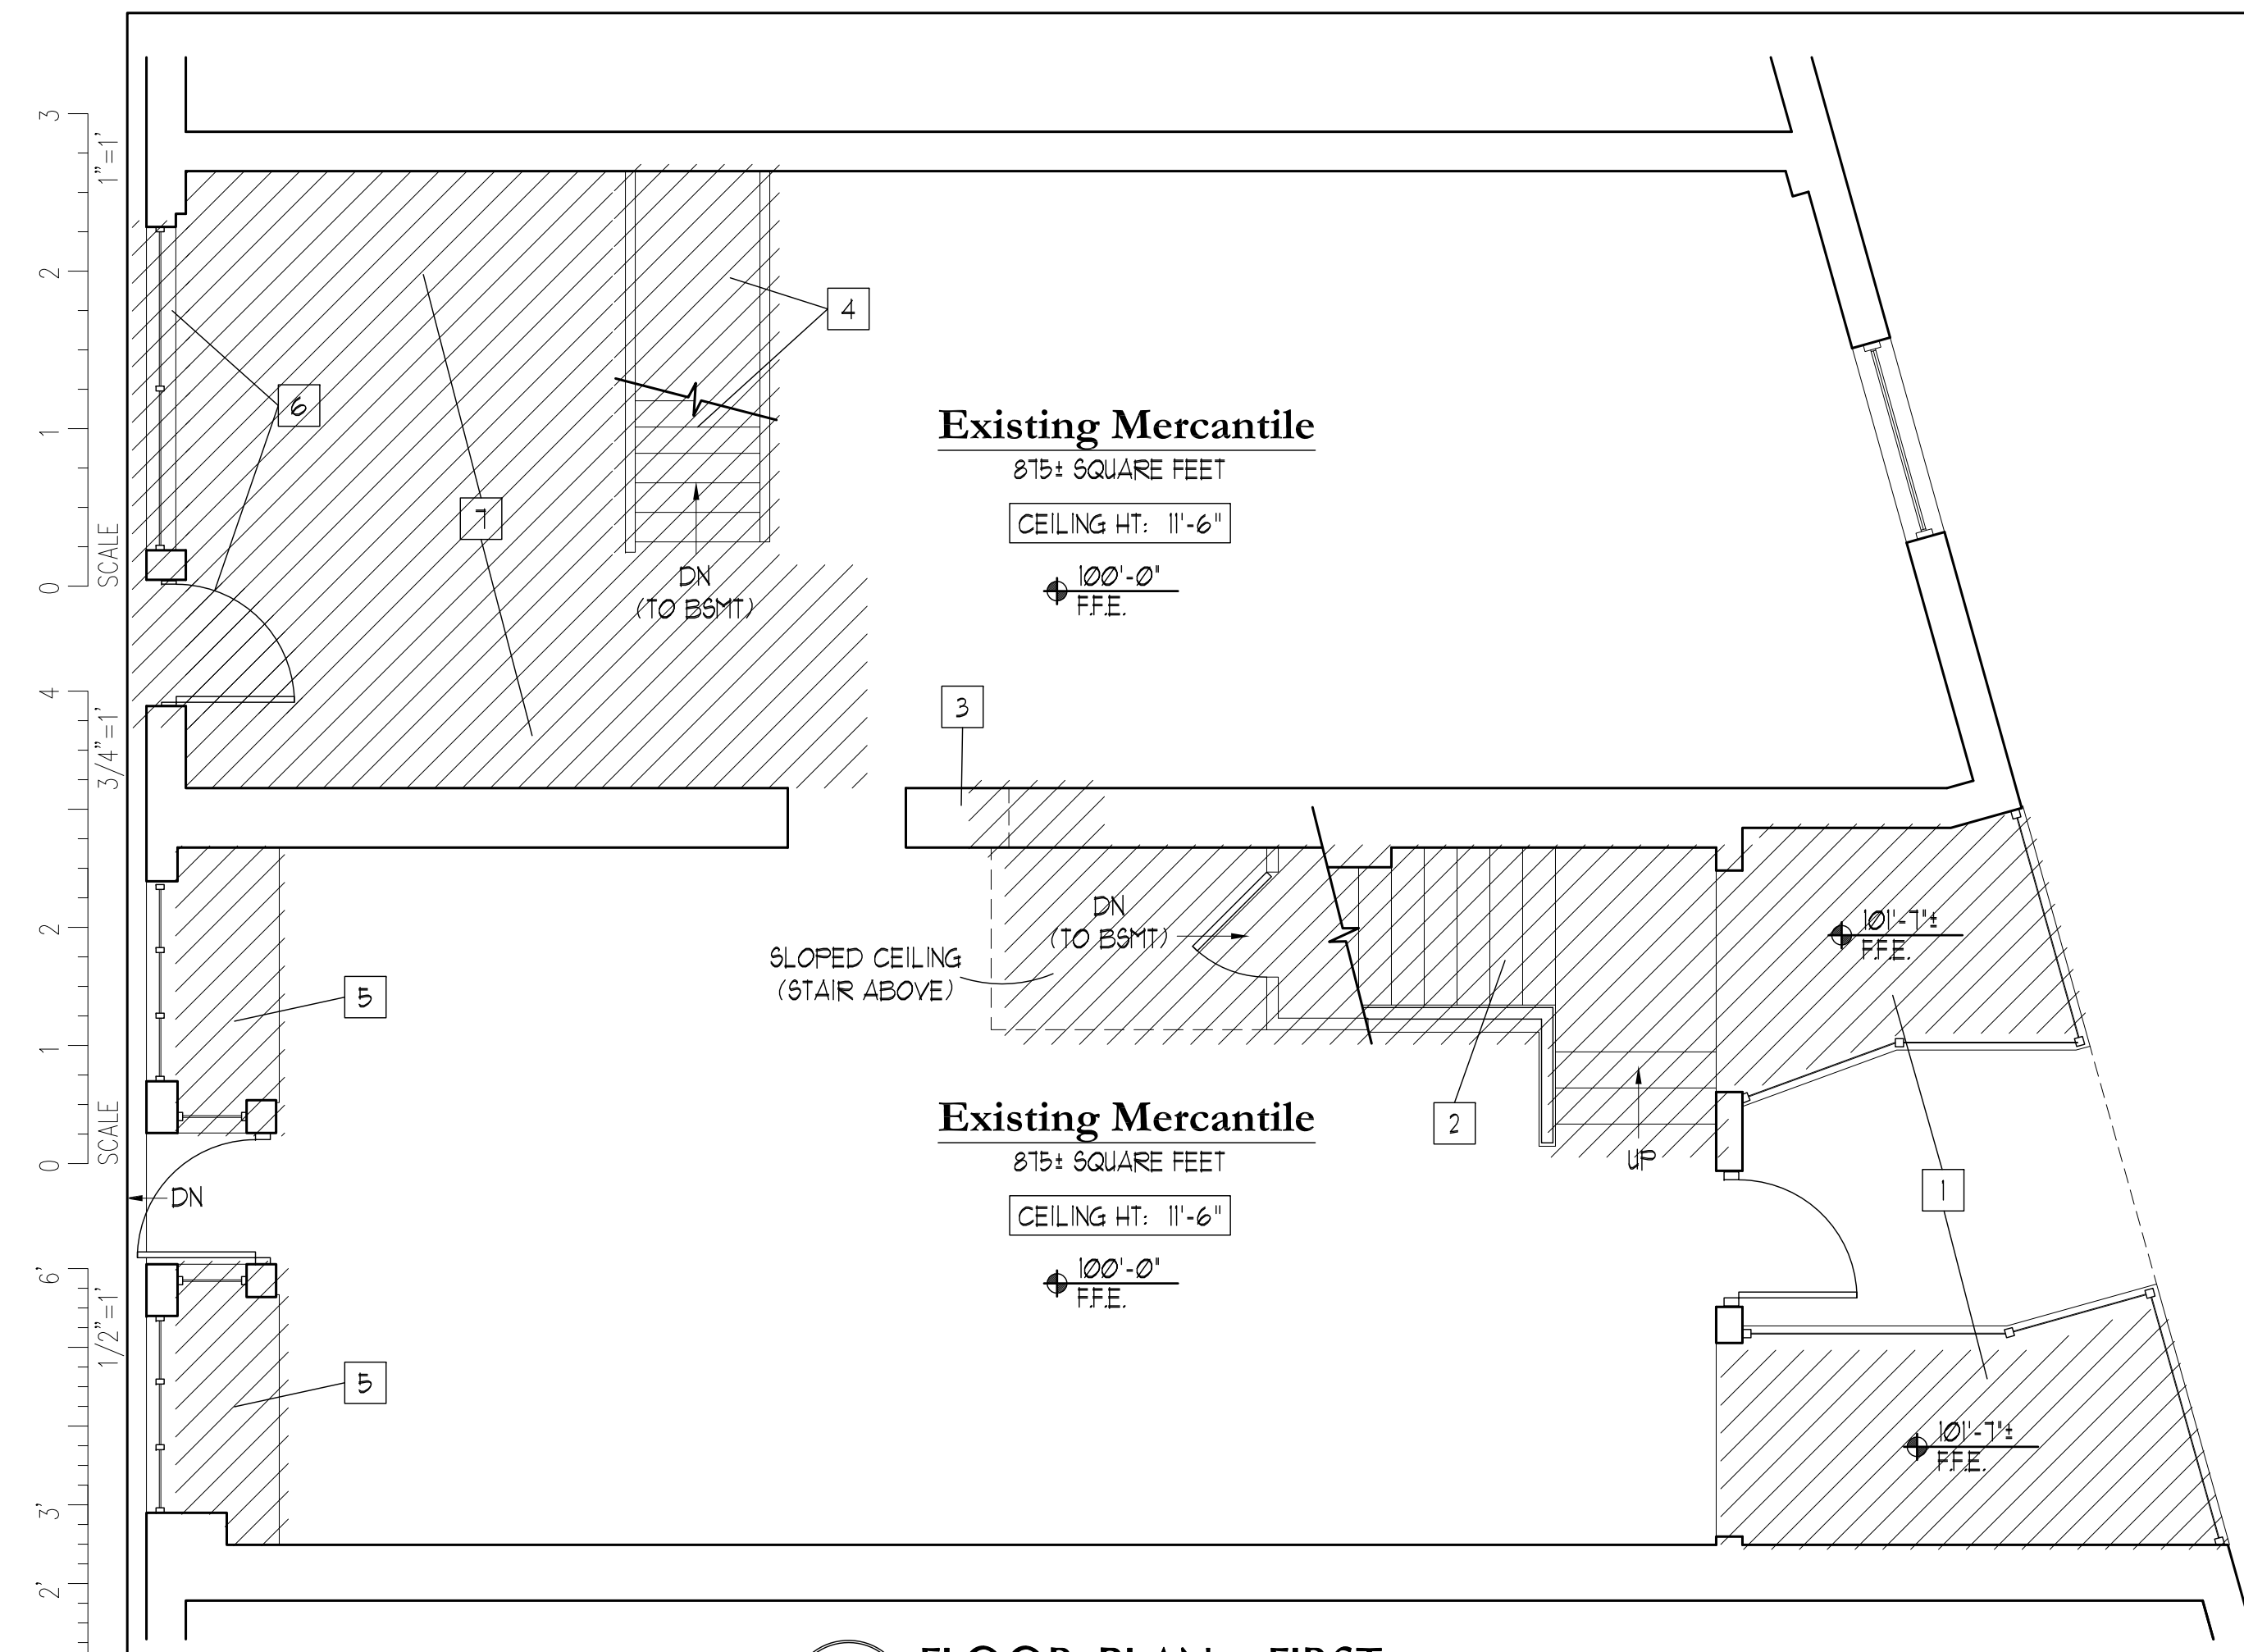 3
1"=1'
2
1
0
SCALE
4
3/4"=1'
2
1
0
SCALE
6'
1/2"=1'
3'
2'
4
6
7
DN
(TO BSMT)
Existing Mercantile
875± SQUARE FEET
CEILING HT: 11'-6"
100'-0"
F.F.E.
3
DN
(TO BSMT)
SLOPED CEILING
(STAIR ABOVE)
101'-7"±
F.F.E.
5
2
UP
Existing Mercantile
875± SQUARE FEET
CEILING HT: 11'-6"
100'-0"
F.F.E.
DN
1
5
101'-7"±
F.F.E.
FLOOR PLAN FIRST